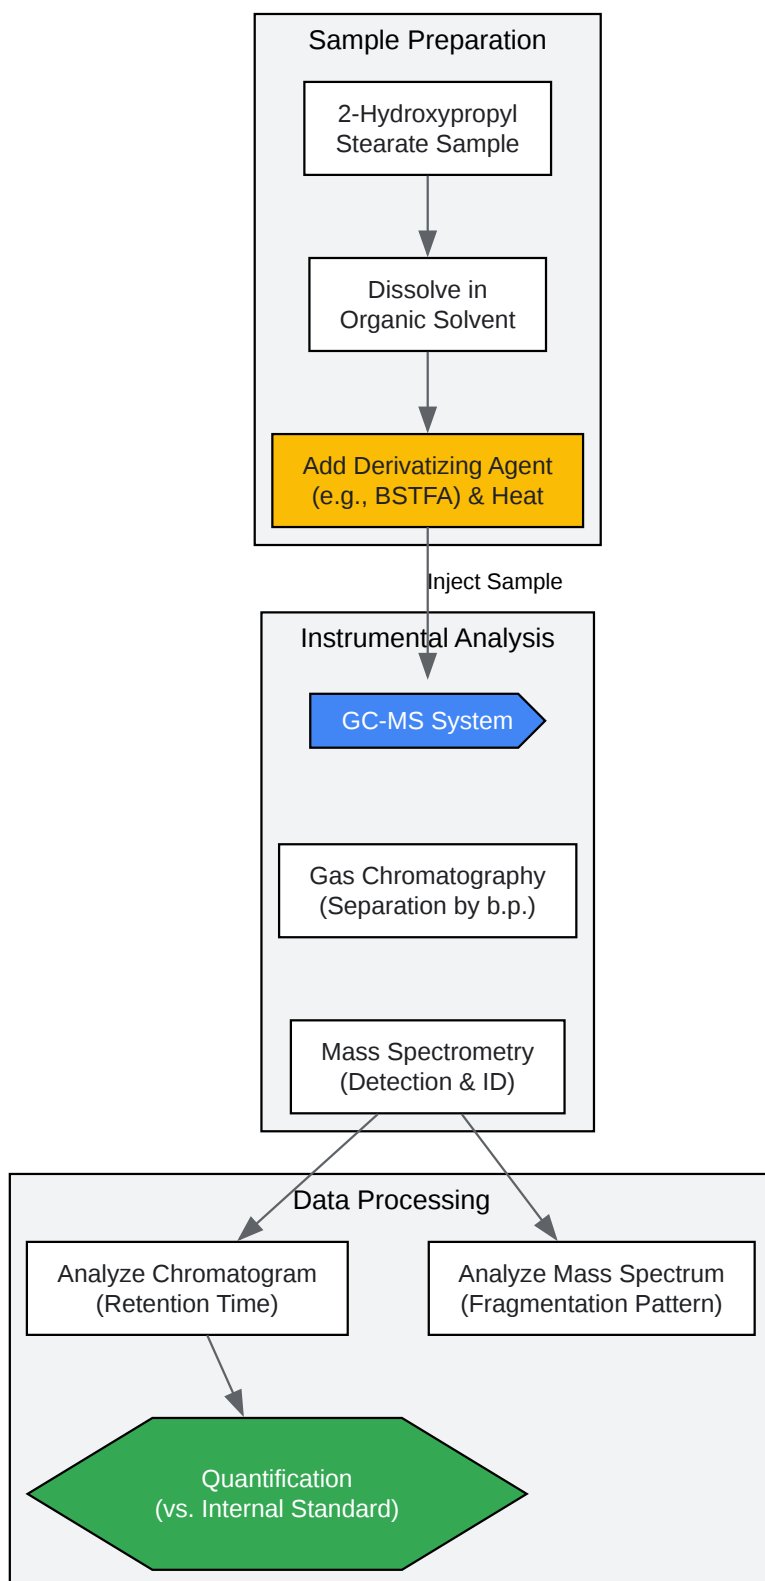 Sample Preparation
2-Hydroxypropyl
Stearate Sample
Dissolve in
Organic Solvent
Add Derivatizing Agent
(e.g., BSTFA) & Heat
Inject Sample
Instrumental Analysis
GC-MS System
Gas Chromatography
(Separation by b.p.)
Mass Spectrometry
(Detection & ID)
Data Processing
Analyze Chromatogram
(Retention Time)
Analyze Mass Spectrum
(Fragmentation Pattern)
Quantification
(vs. Internal Standard)